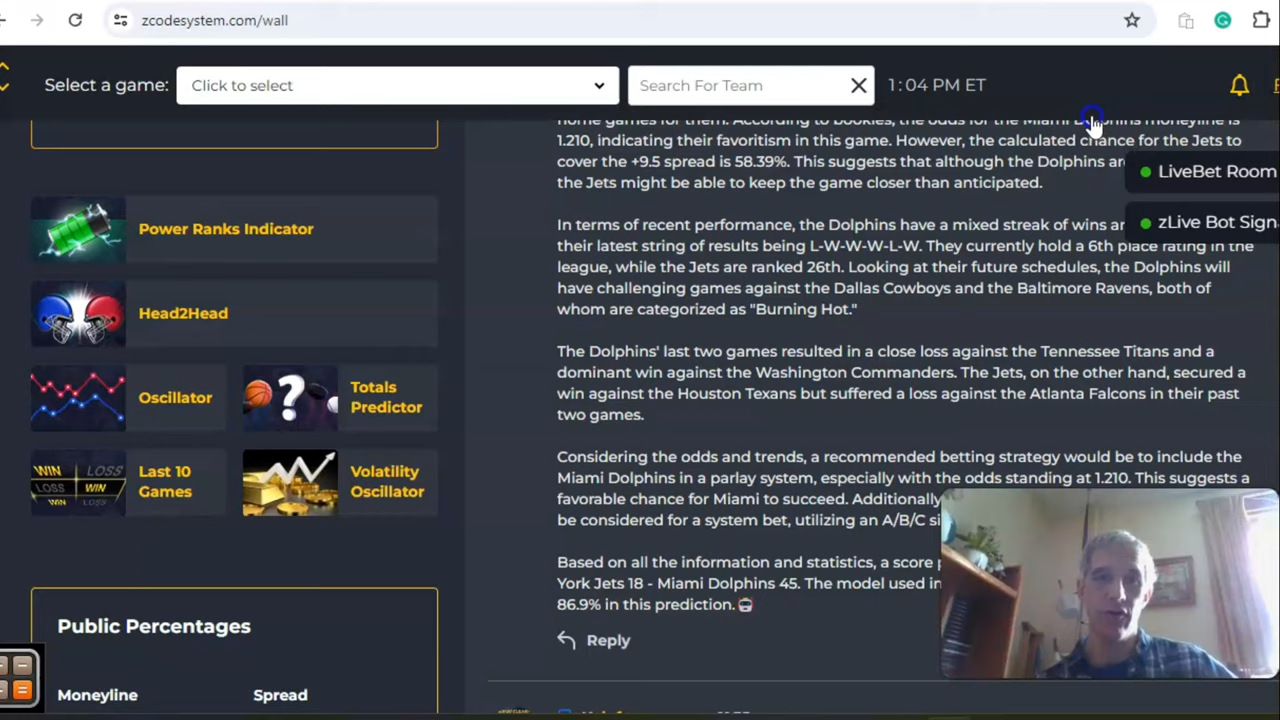 zcodesystem.com/wall
Select a game:
Click to select
Search For Team
1:04 PM ET
home games for them. According to bookies, the odds for the Miami Dolphins moneyline is
1.210, indicating their favoritism in this game. However, the calculated chance for the Jets to
cover the +9.5 spread is 58.39%. This suggests that although the Dolphins are
the Jets might be able to keep the game closer than anticipated.
LiveBet Room
zLive Bot Sign
In terms of recent performance, the Dolphins have a mixed streak of wins
their latest string of results being L-W-W-W-L-W. They currently hold a 6th place rating in the
league, while the Jets are ranked 26th. Looking at their future schedules, the Dolphins will
have challenging games against the Dallas Cowboys and the Baltimore Ravens, both of
whom are categorized as "Burning Hot."
The Dolphins' last two games resulted in a close loss against the Tennessee Titans and a
dominant win against the Washington Commanders. The Jets, on the other hand, secured a
win against the Houston Texans but suffered a loss against the Atlanta Falcons in their past
two games.
Considering the odds and trends, a recommended betting strategy would be to include the
Miami Dolphins in a parlay system, especially with the odds standing at 1.210. This suggests a
favorable chance for Miami to succeed. Additionally
be considered for a system bet, utilizing an A/B/C
Based on all the information and statistics, a score
York Jets 18 - Miami Dolphins 45. The model used in
86.9% in this prediction.
Reply
Power Ranks Indicator
Head2Head
Oscillator
Totals
Predictor
WIN LOSS
LOSS WIN
WIN LOSS
Last 10
Games
Volatility
Oscillator
Public Percentages
Moneyline
Spread